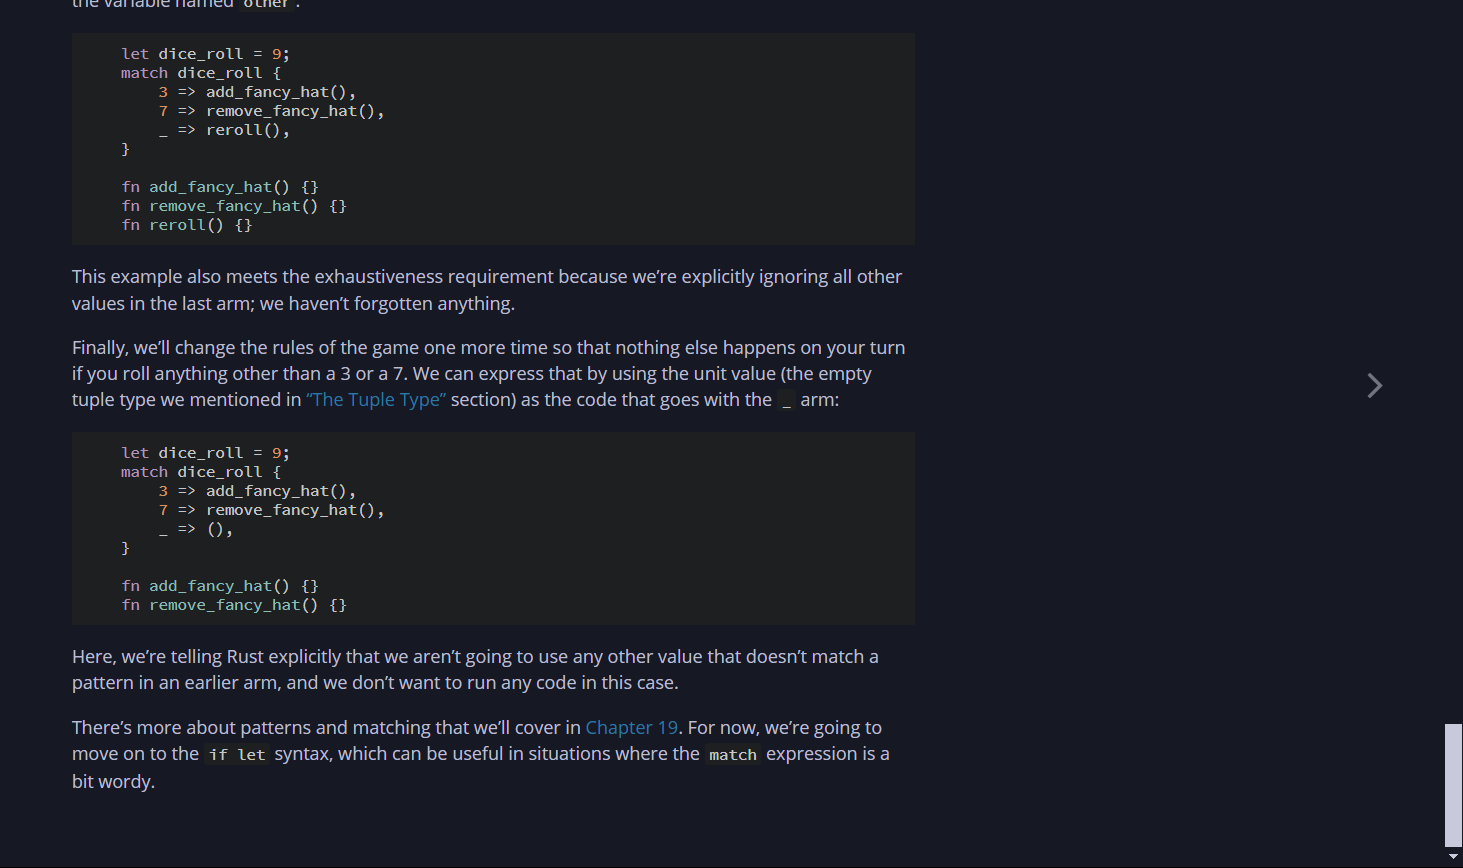 the variable named other.
let dice_roll = 9;
match dice_roll {
3 => add_fancy_hat(),
7 => remove_fancy_hat(),
_ => reroll(),
}
fn add_fancy_hat() {}
fn remove_fancy_hat() {}
fn reroll() {}
This example also meets the exhaustiveness requirement because we’re explicitly ignoring all other
values in the last arm; we haven’t forgotten anything.
Finally, we’ll change the rules of the game one more time so that nothing else happens on your turn
if you roll anything other than a 3 or a 7. We can express that by using the unit value (the empty
tuple type we mentioned in “The Tuple Type” section) as the code that goes with the _ arm:
let dice_roll = 9;
match dice_roll {
3 => add_fancy_hat(),
7 => remove_fancy_hat(),
_ => (),
}
fn add_fancy_hat() {}
fn remove_fancy_hat() {}
Here, we’re telling Rust explicitly that we aren’t going to use any other value that doesn’t match a
pattern in an earlier arm, and we don’t want to run any code in this case.
There’s more about patterns and matching that we’ll cover in Chapter 19. For now, we’re going to
move on to the if let syntax, which can be useful in situations where the match expression is a
bit wordy.